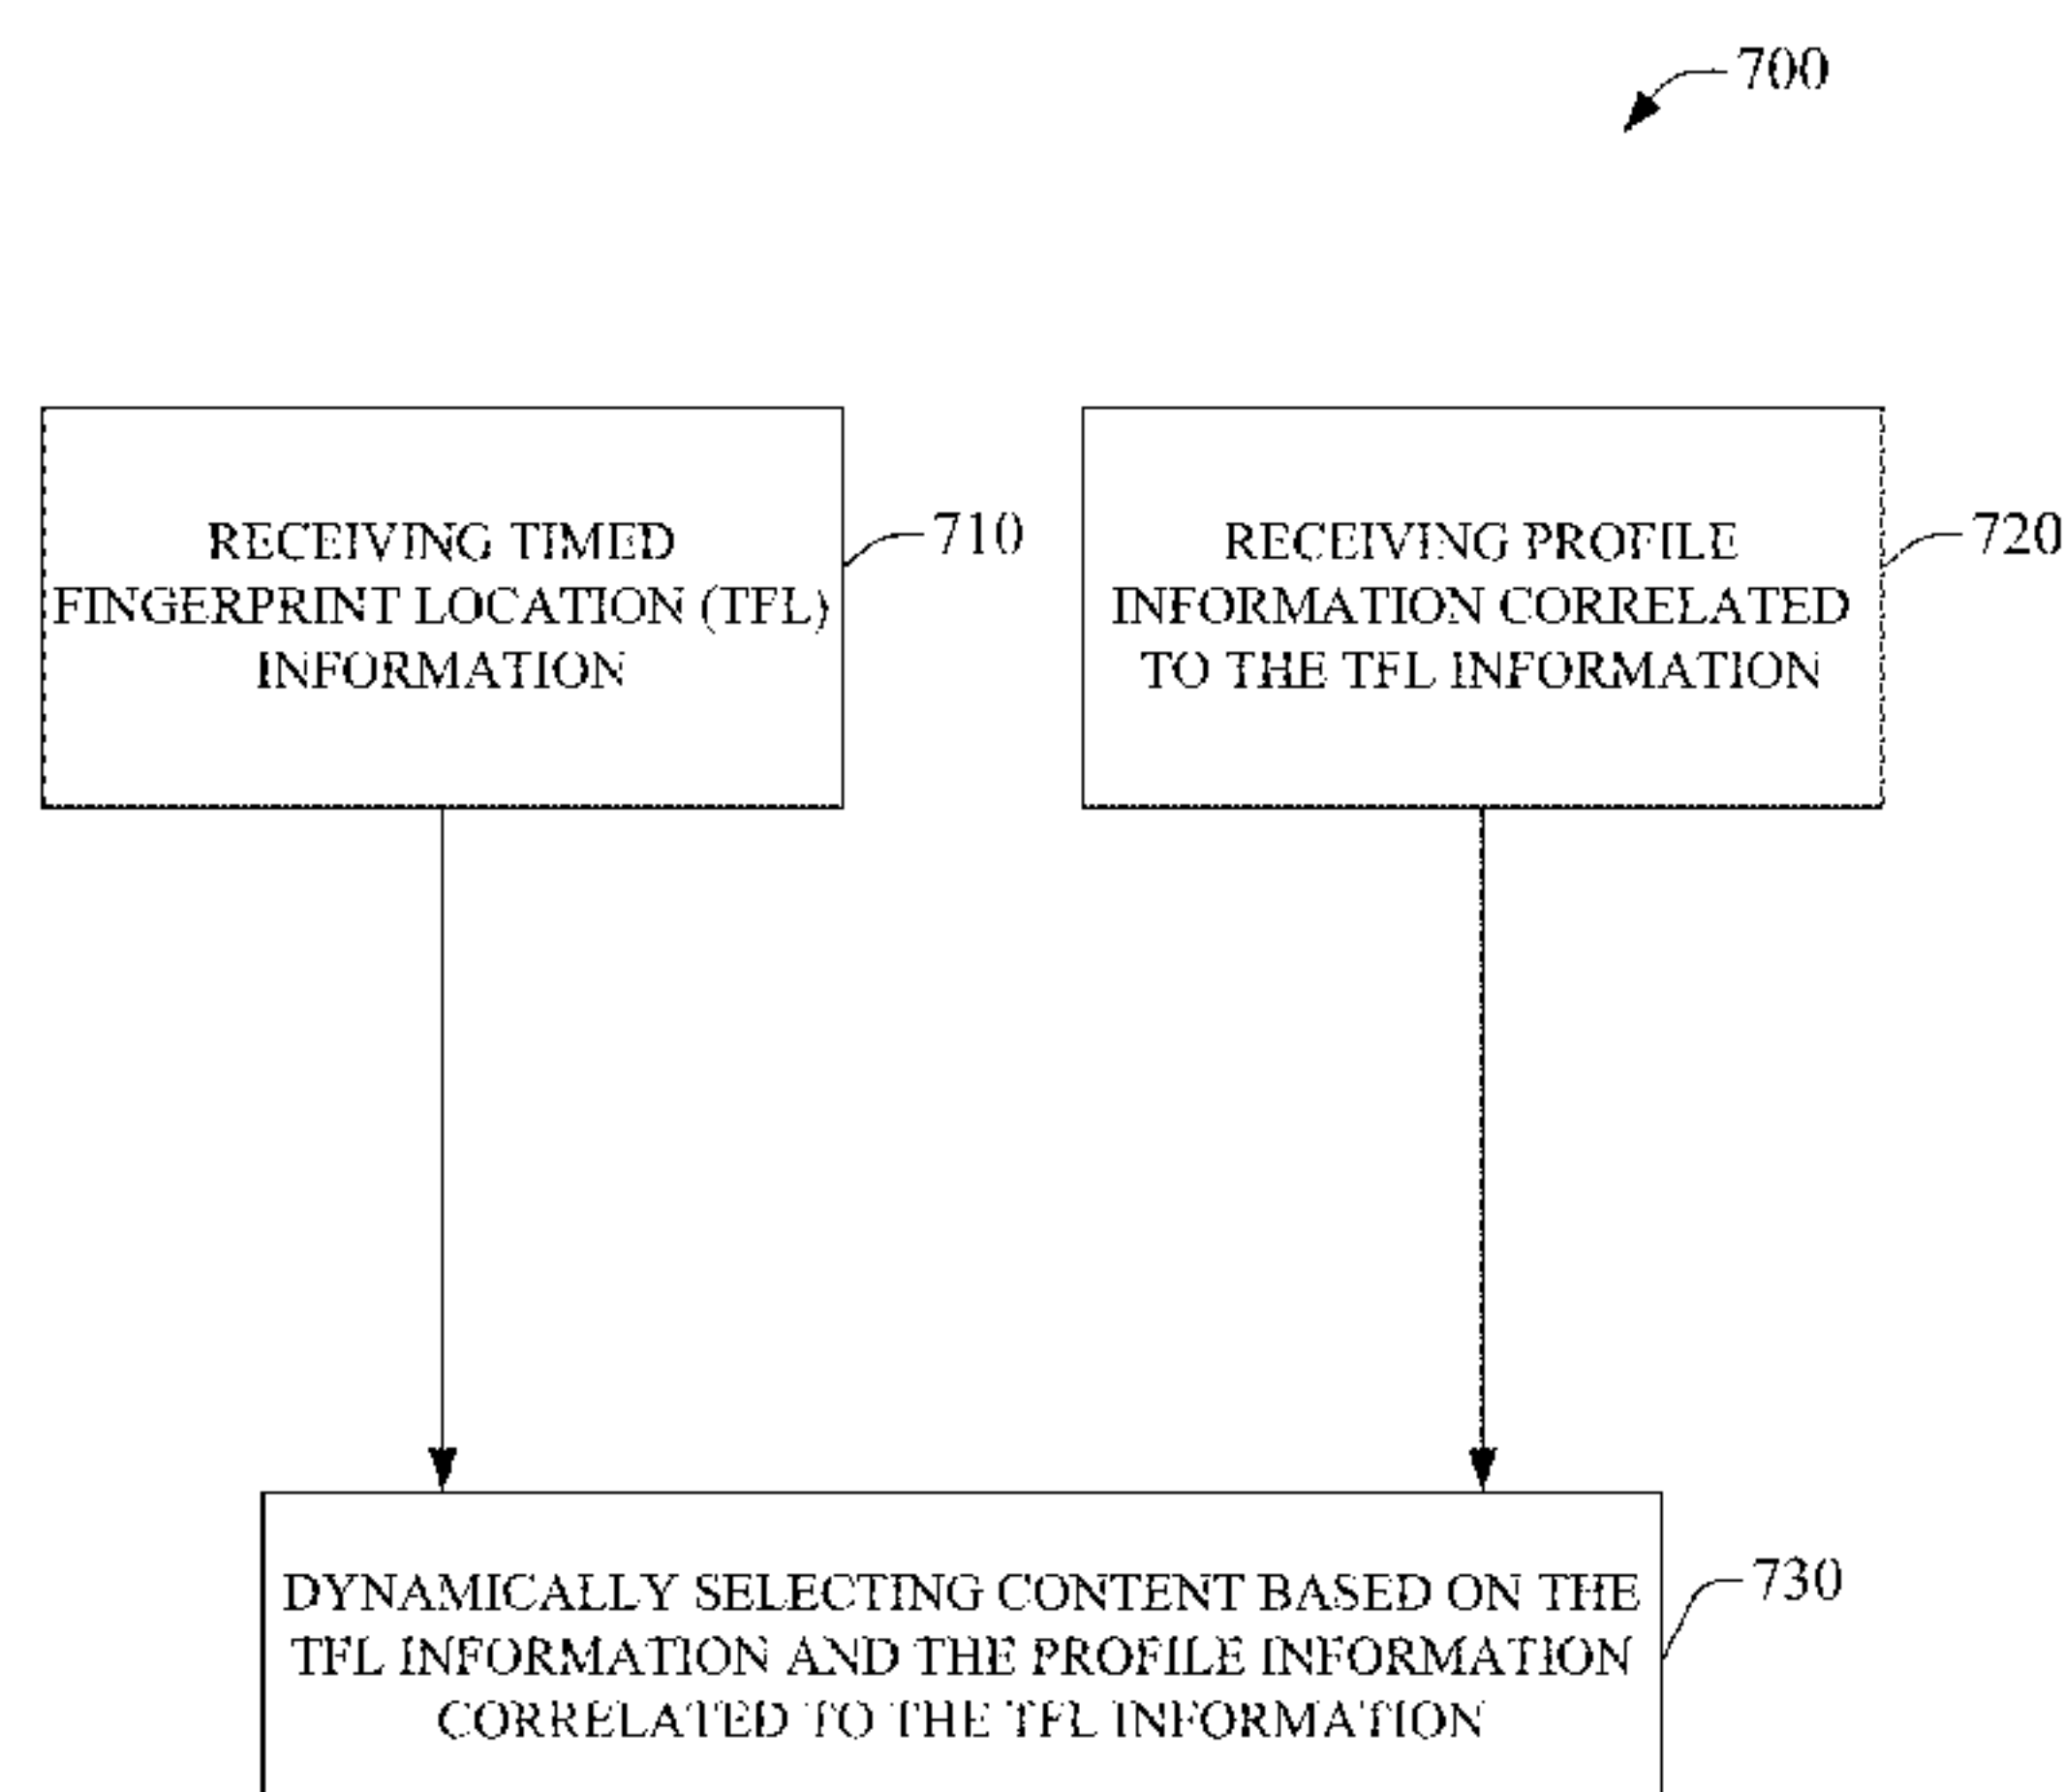 700
RECEIVING TIMED
FINGERPRINT LOCATION (TFL)
INFORMATION
710
RECEIVING PROFILE
INFORMATION CORRELATED
TO THE TFL INFORMATION
720
DYNAMICALLY SELECTING CONTENT BASED ON THE
TFL INFORMATION AND THE PROFILE INFORMATION
CORRELATED TO THE TFL INFORMATION
730